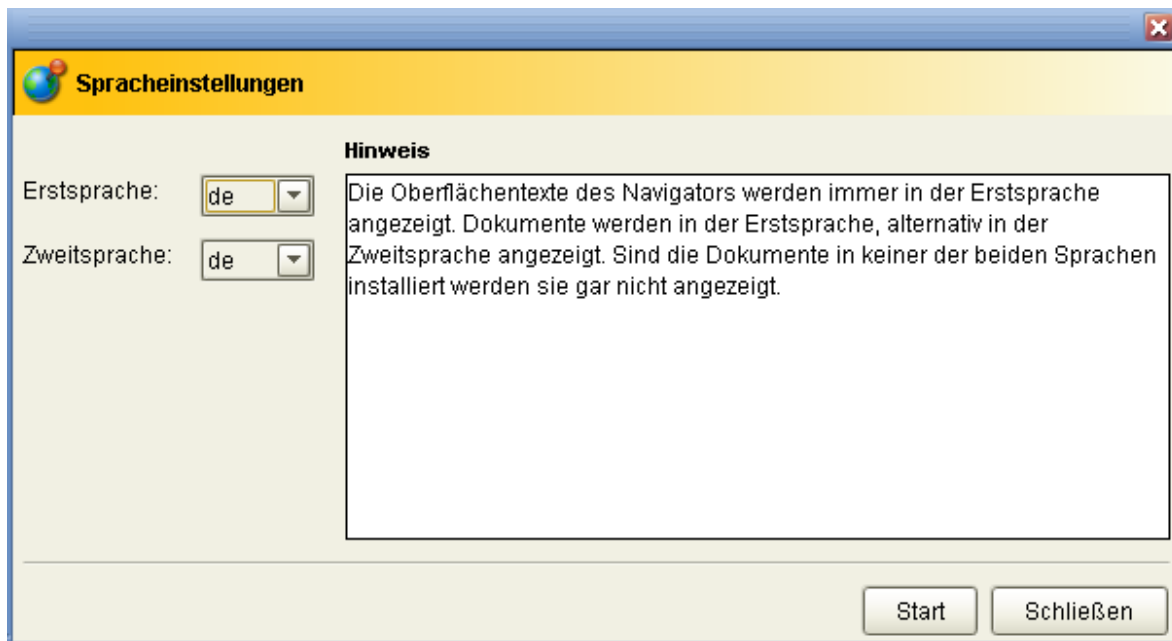 Spracheinstellungen
Hinweis
Erstsprache:
de
Zweitsprache:
de
Die Oberflächentexte des Navigators werden immer in der Erstsprache
angezeigt. Dokumente werden in der Erstsprache, alternativ in der
Zweitsprache angezeigt. Sind die Dokumente in keiner der beiden Sprachen
installiert werden sie gar nicht angezeigt.
Start
Schließen